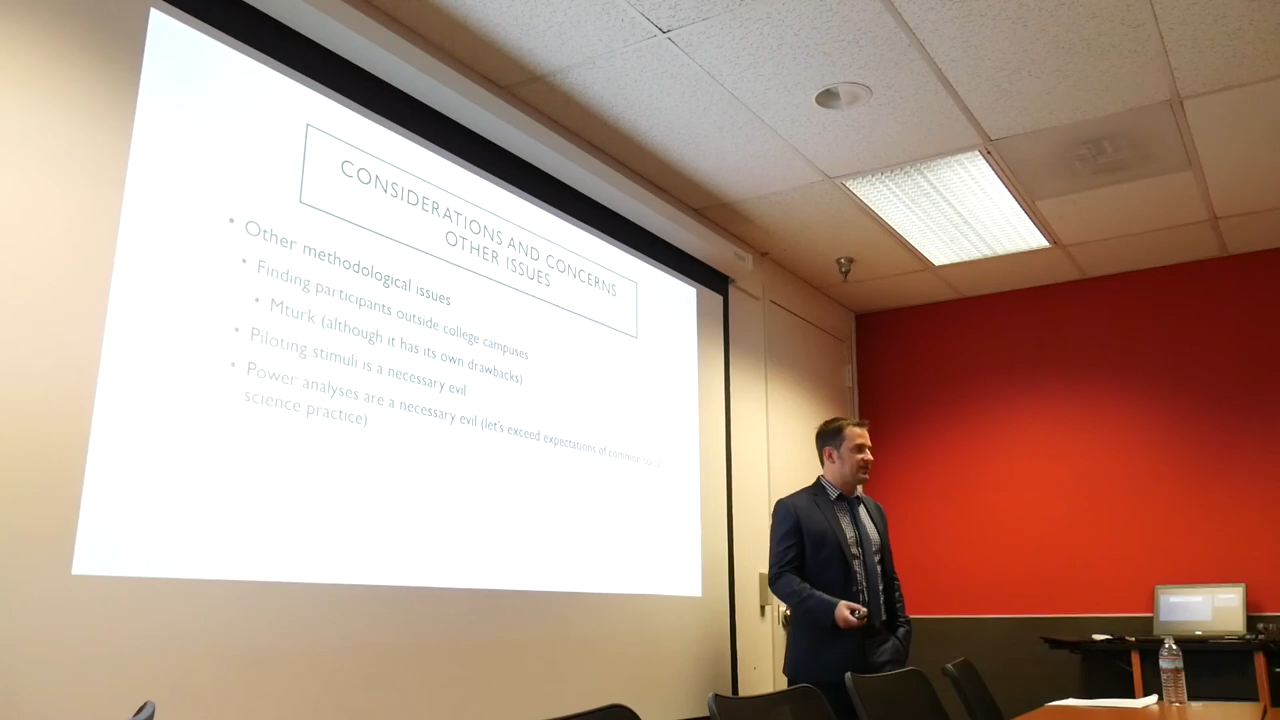 CONSIDERATIONS AND CONCERNS
OTHER ISSUES
• Other methodological issues
• Finding participants outside college campuses
• Mturk (although it has its own drawbacks)
• Piloting stimuli is a necessary evil
• Power analyses are a necessary evil (let's exceed expectations of common social
science practice)